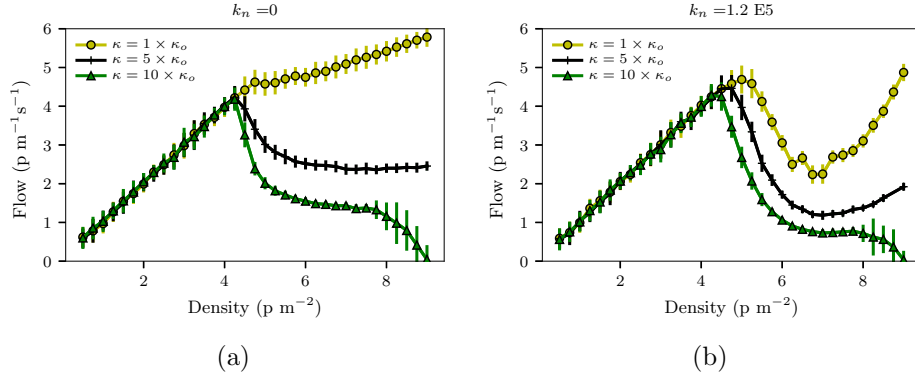 k_n =0
κ = 1 × κ_o
κ = 5 × κ_o
κ = 10 × κ_o
Flow (p m⁻¹s⁻¹)
6
5
4
3
2
1
0
2 4 6 8
Density (p m⁻²)
(a)
k_n =1.2 E5
κ = 1 × κ_o
κ = 5 × κ_o
κ = 10 × κ_o
Flow (p m⁻¹s⁻¹)
6
5
4
3
2
1
0
2 4 6 8
Density (p m⁻²)
(b)